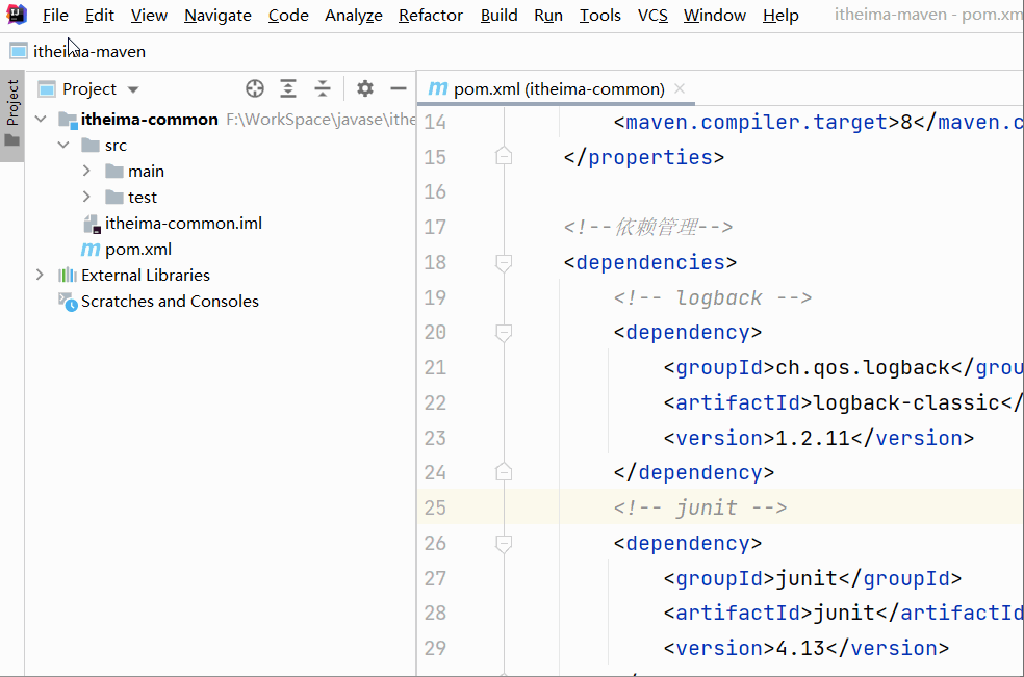 File Edit View Navigate Code Analyze Refactor Build Run Tools VCS Window Help itheima-maven - pom.xm
itheima-maven
Project
Project
itheima-common F:\WorkSpace\javase\ithe
src
main
test
itheima-common.iml
pom.xml
External Libraries
Scratches and Consoles
pom.xml (itheima-common)
14 <maven.compiler.target>8</maven.c
15 </properties>
16
17 <!--依赖管理-->
18 <dependencies>
19 <!-- logback -->
20 <dependency>
21 <groupId>ch.qos.logback</grou
22 <artifactId>logback-classic</
23 <version>1.2.11</version>
24 </dependency>
25 <!-- junit -->
26 <dependency>
27 <groupId>junit</groupId>
28 <artifactId>junit</artifactId
29 <version>4.13</version>